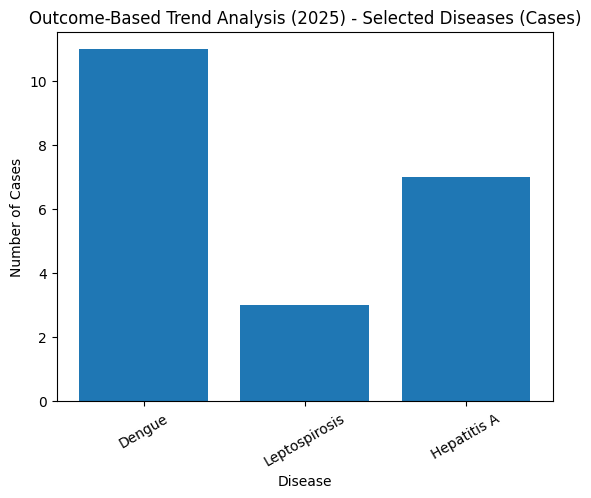 Outcome-Based Trend Analysis (2025) - Selected Diseases (Cases)
Number of Cases
10
8
6
4
2
0
Dengue
Leptospirosis
Hepatitis A
Disease